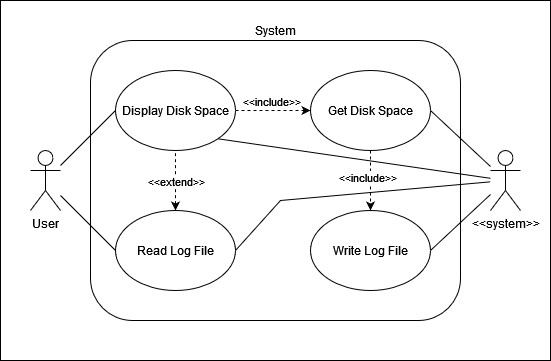 System
Display Disk Space
<<include>>
Get Disk Space
<<extend>>
<<include>>
User
<<system>>
Read Log File
Write Log File